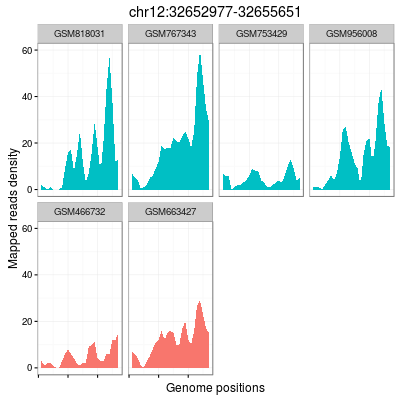 chr12:32652977-32655651
GSM818031 GSM767343 GSM753429 GSM956008
60
40
20
0
GSM466732 GSM663427
60
40
20
0
Mapped reads density
Genome positions